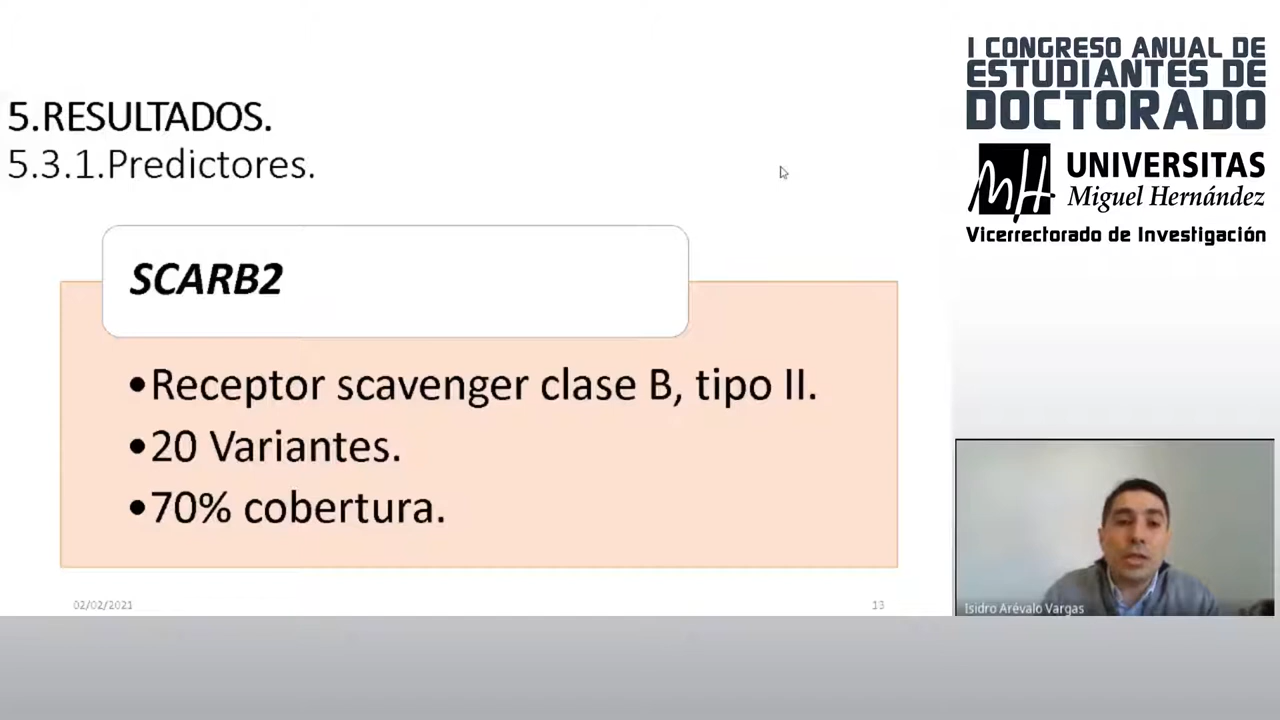 5.RESULTADOS.
5.3.1.Predictores.
SCARB2
•Receptor scavenger clase B, tipo II.
•20 Variantes.
•70% cobertura.
02/02/2021
13
I CONGRESO ANUAL DE
ESTUDIANTES DE
DOCTORADO
MH
UNIVERSITAS
Miguel Hernández
Vicerrectorado de Investigación
Isidro Arévalo Vargas